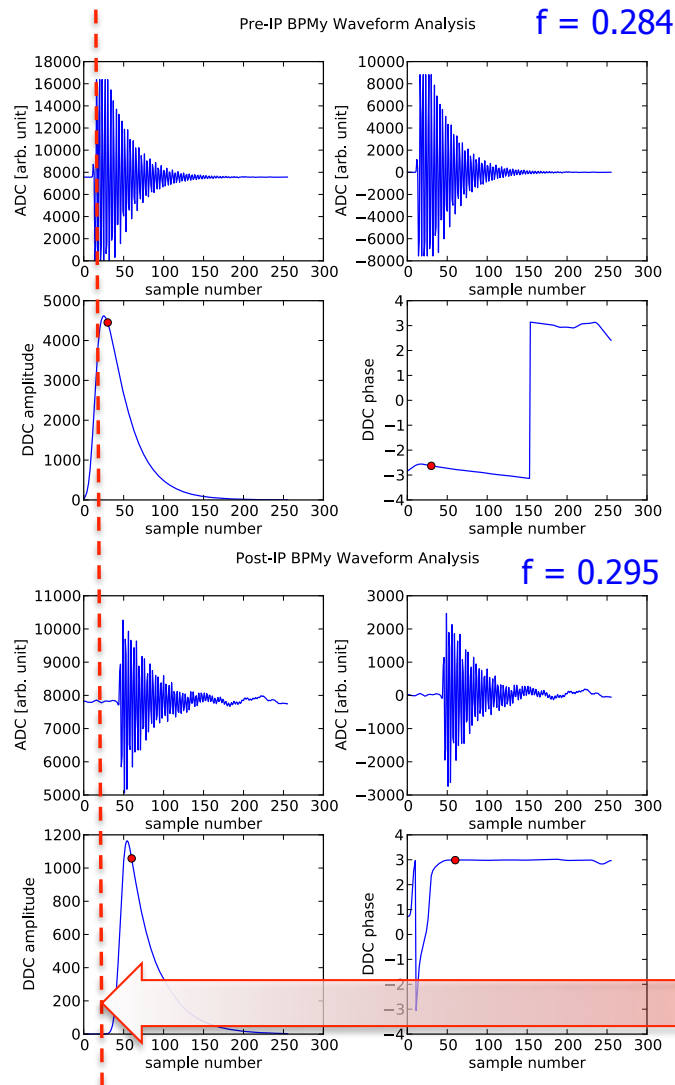 Pre-IP BPMy Waveform Analysis
f = 0.284
ADC [arb. unit]
18000
16000
14000
12000
10000
8000
6000
4000
2000
0
0 50 100 150 200 250 300
sample number
ADC [arb. unit]
10000
8000
6000
4000
2000
0
−2000
−4000
−6000
−8000
0 50 100 150 200 250 300
sample number
DDC amplitude
5000
4000
3000
2000
1000
0
0 50 100 150 200 250 300
sample number
DDC phase
4
3
2
1
0
−1
−2
−3
−4
0 50 100 150 200 250 300
sample number
Post-IP BPMy Waveform Analysis
f = 0.295
ADC [arb. unit]
11000
10000
9000
8000
7000
6000
5000
0 50 100 150 200 250 300
sample number
ADC [arb. unit]
3000
2000
1000
0
−1000
−2000
−3000
0 50 100 150 200 250 300
sample number
DDC amplitude
1200
1000
800
600
400
200
0
0 50 100 150 200 250 300
sample number
DDC phase
4
3
2
1
0
−1
−2
−3
−4
0 50 100 150 200 250 300
sample number